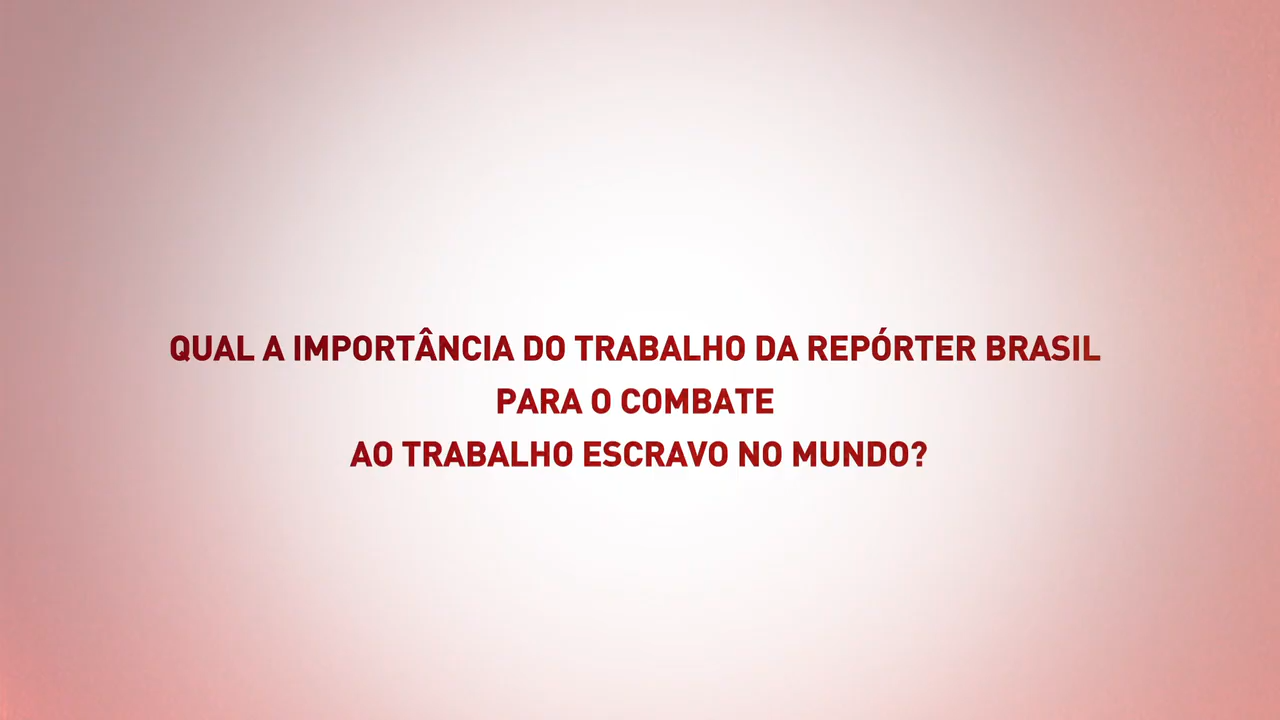 QUAL A IMPORTÂNCIA DO TRABALHO DA REPÓRTER BRASIL
PARA O COMBATE
AO TRABALHO ESCRAVO NO MUNDO?